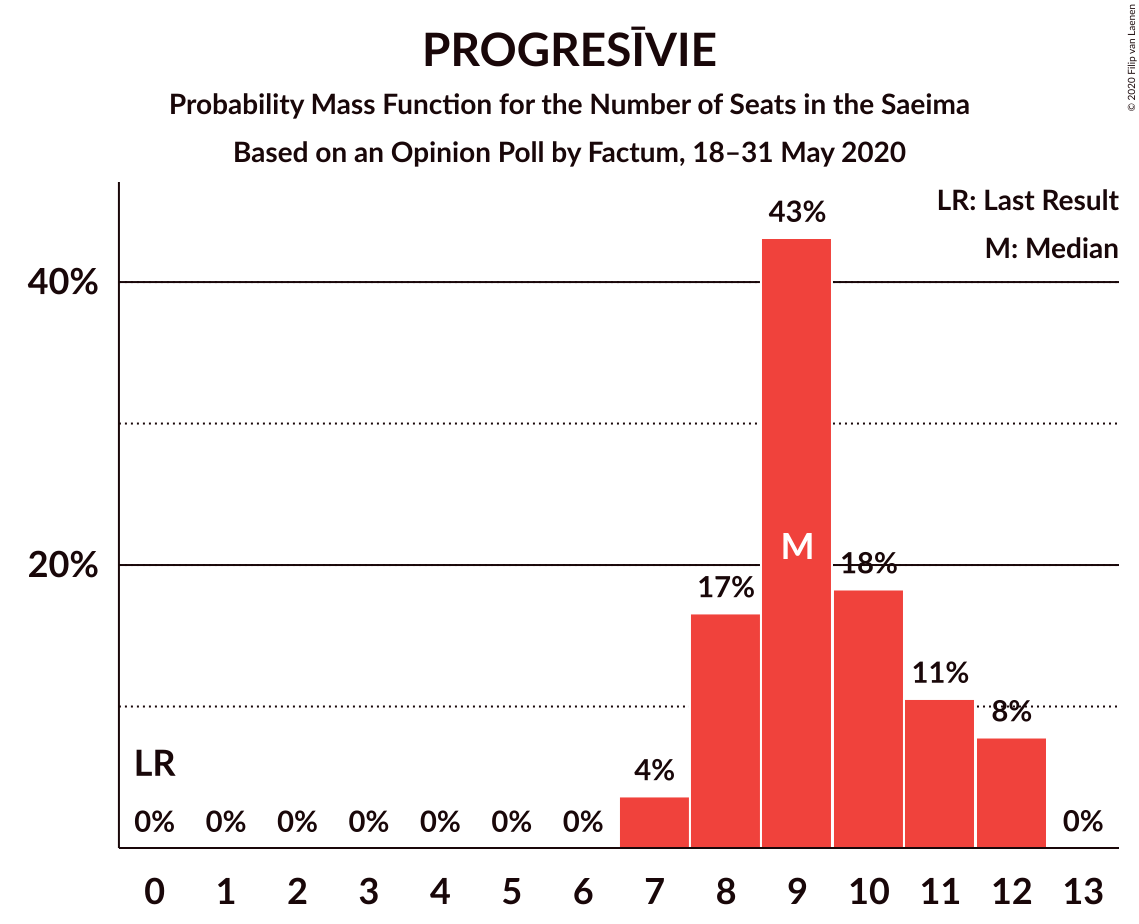 PROGRESĪVIE
Probability Mass Function for the Number of Seats in the Saeima
Based on an Opinion Poll by Factum, 18–31 May 2020
© 2020 Filip van Laenen
LR: Last Result
M: Median
43%
40%
M
20%
18%
17%
11%
8%
4%
LR
0% 0% 0% 0% 0% 0% 0% 0%
0 1 2 3 4 5 6 7 8 9 10 11 12 13